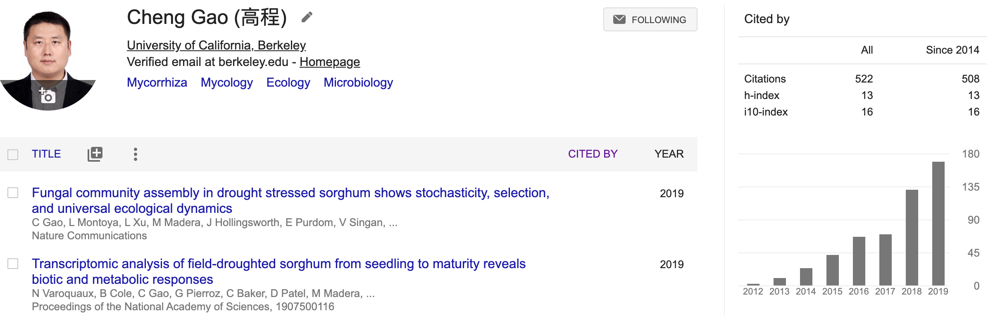 Cheng Gao (高程)
FOLLOWING
University of California, Berkeley
Verified email at berkeley.edu - Homepage
Mycorrhiza Mycology Ecology Microbiology
TITLE CITED BY YEAR
Fungal community assembly in drought stressed sorghum shows stochasticity, selection, 2019
and universal ecological dynamics
C Gao, L Montoya, L Xu, M Madera, J Hollingsworth, E Purdom, V Singan, ...
Nature Communications
Transcriptomic analysis of field-droughted sorghum from seedling to maturity reveals 2019
biotic and metabolic responses
N Varoquaux, B Cole, C Gao, G Pierroz, C Baker, D Patel, M Madera, ...
Proceedings of the National Academy of Sciences, 1907500116
Cited by
All Since 2014
Citations 522 508
h-index 13 13
i10-index 16 16
180
135
90
45
0
2012 2013 2014 2015 2016 2017 2018 2019